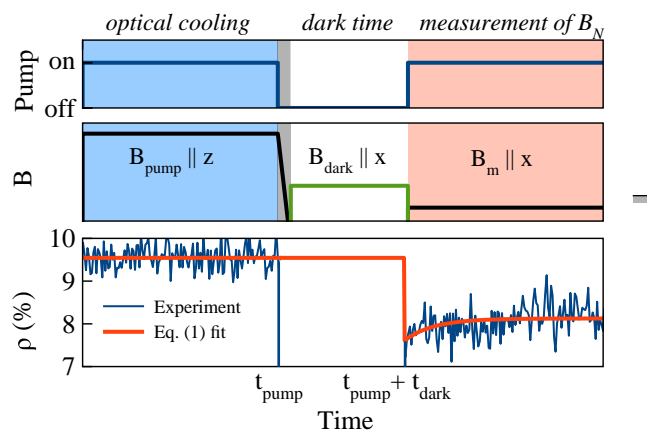 optical cooling dark time measurement of B_N
Pump
on
off
B
B_pump || z B_dark || x B_m || x
ρ (%)
10
9
8
7
Experiment
Eq. (1) fit
t_pump t_pump + t_dark
Time